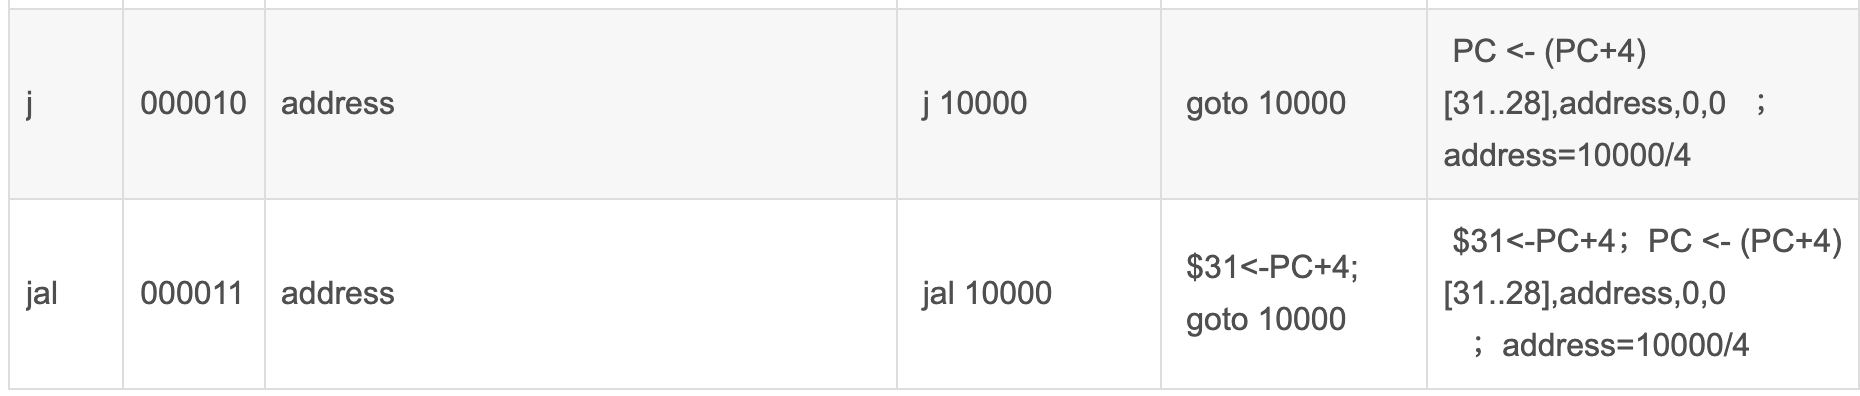 j
000010
address
j 10000
goto 10000
PC <- (PC+4)
[31..28],address,0,0 ；
address=10000/4
jal
000011
address
jal 10000
$31<-PC+4;
goto 10000
$31<-PC+4；PC <- (PC+4)
[31..28],address,0,0
；address=10000/4